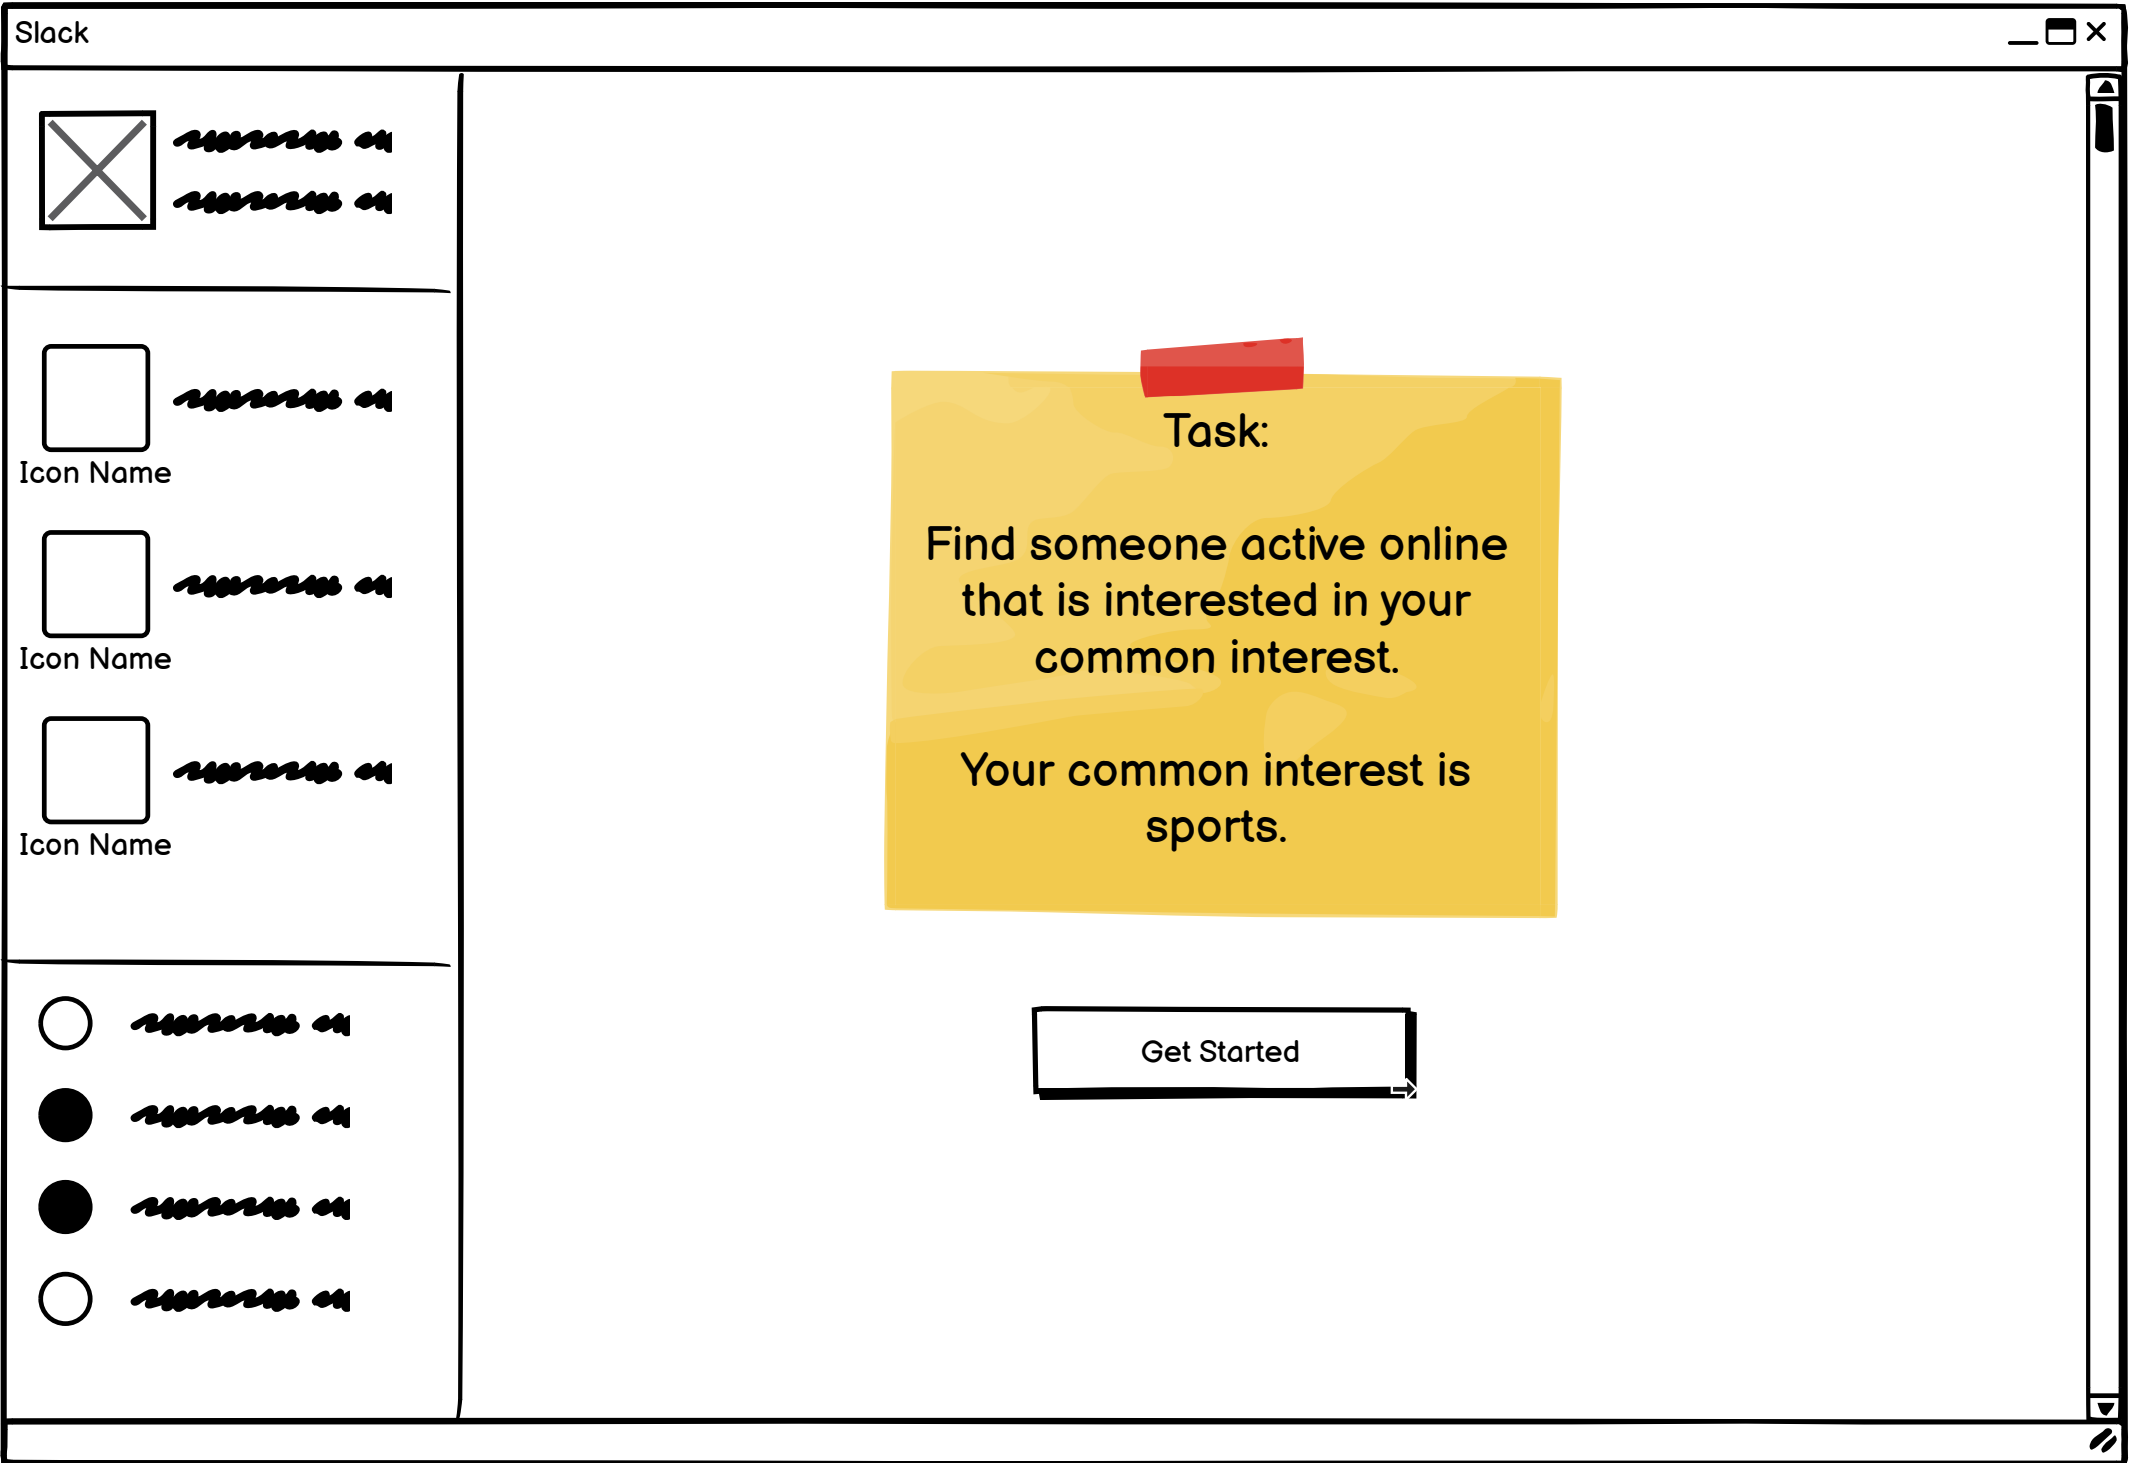 Slack
Icon Name
Icon Name
Icon Name
Task:
Find someone active online
that is interested in your
common interest.
Your common interest is
sports.
Get Started